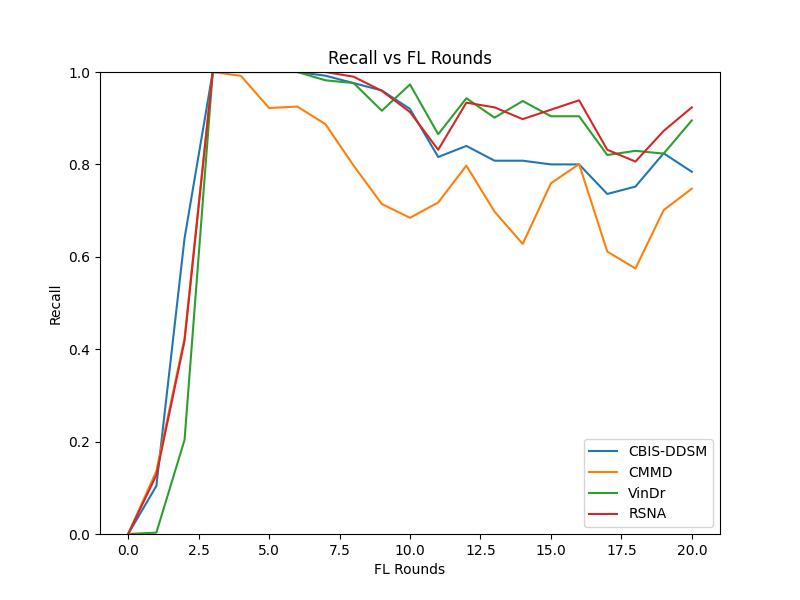 Recall vs FL Rounds
1.0
0.8
0.6
0.4
0.2
0.0
Recall
0.0 2.5 5.0 7.5 10.0 12.5 15.0 17.5 20.0
FL Rounds
CBIS-DDSM
CMMD
VinDr
RSNA